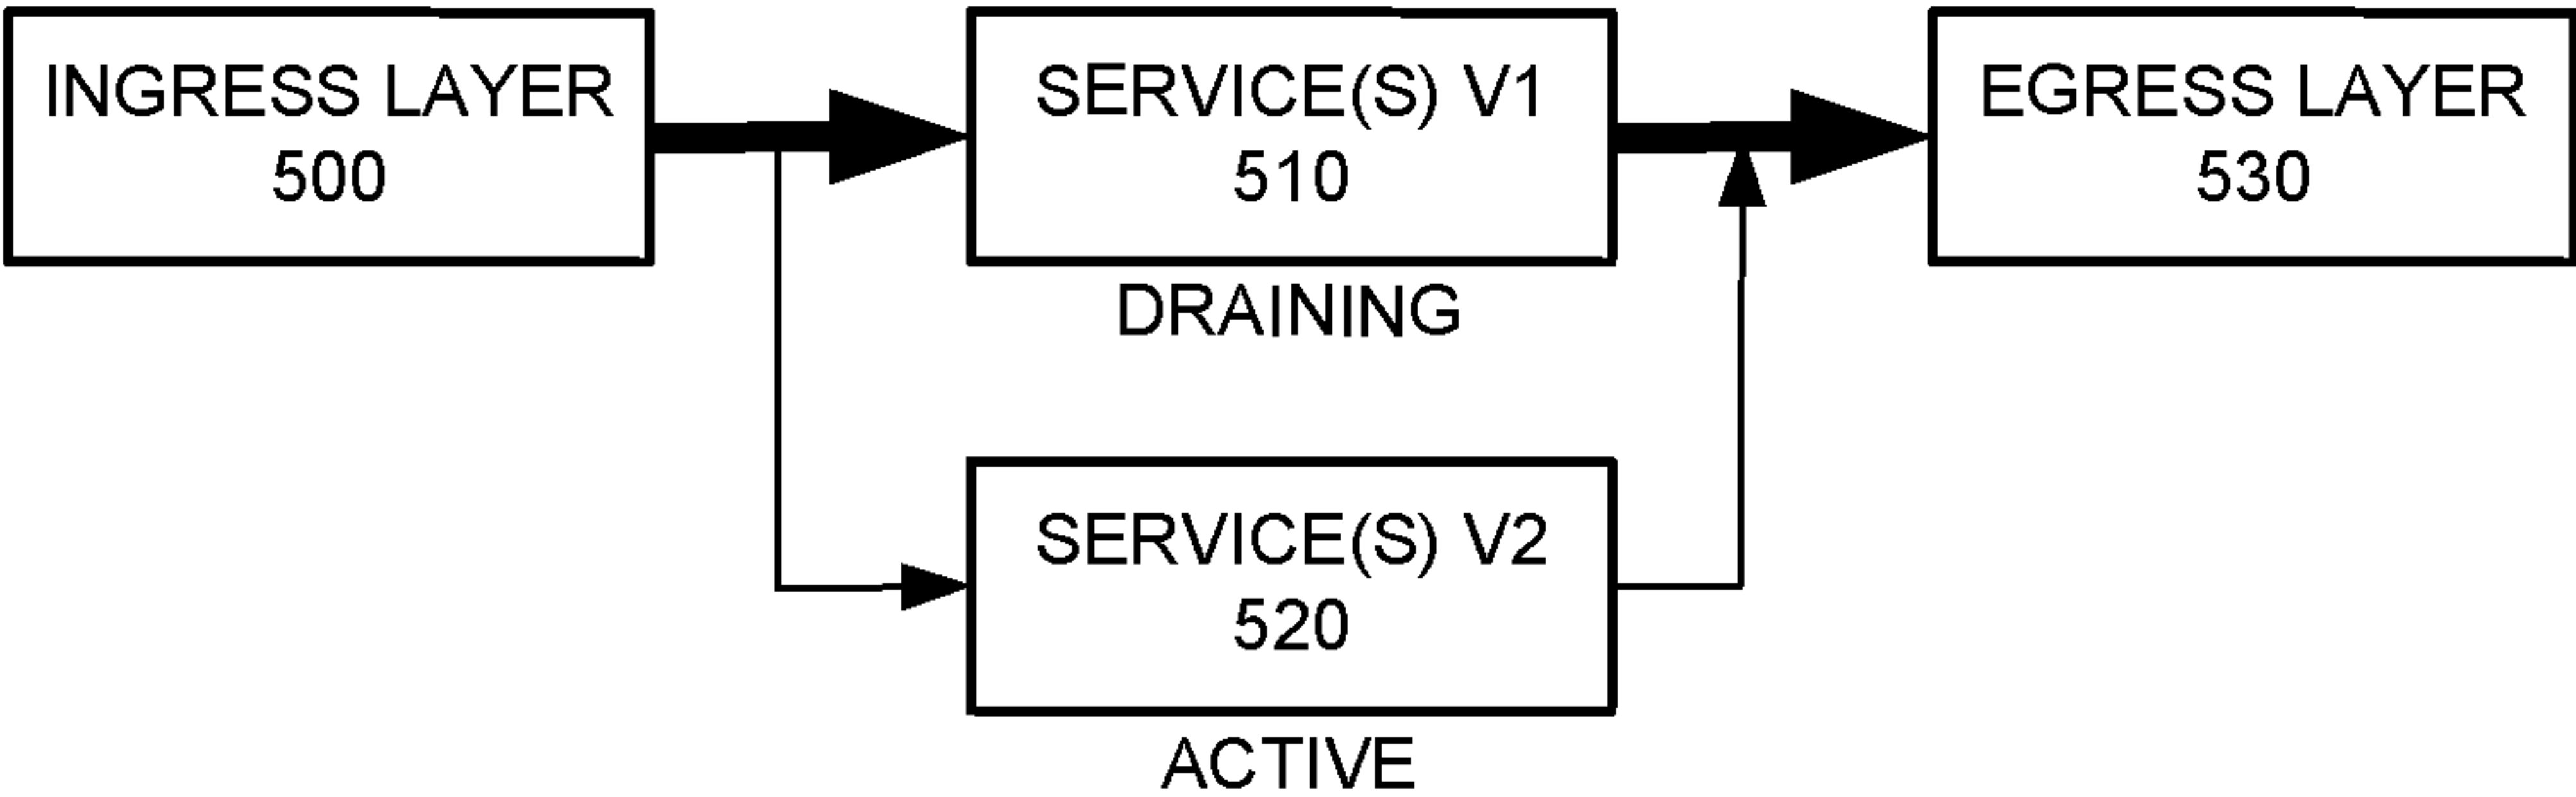 INGRESS LAYER
500
SERVICE(S) V1
510
DRAINING
EGRESS LAYER
530
SERVICE(S) V2
520
ACTIVE